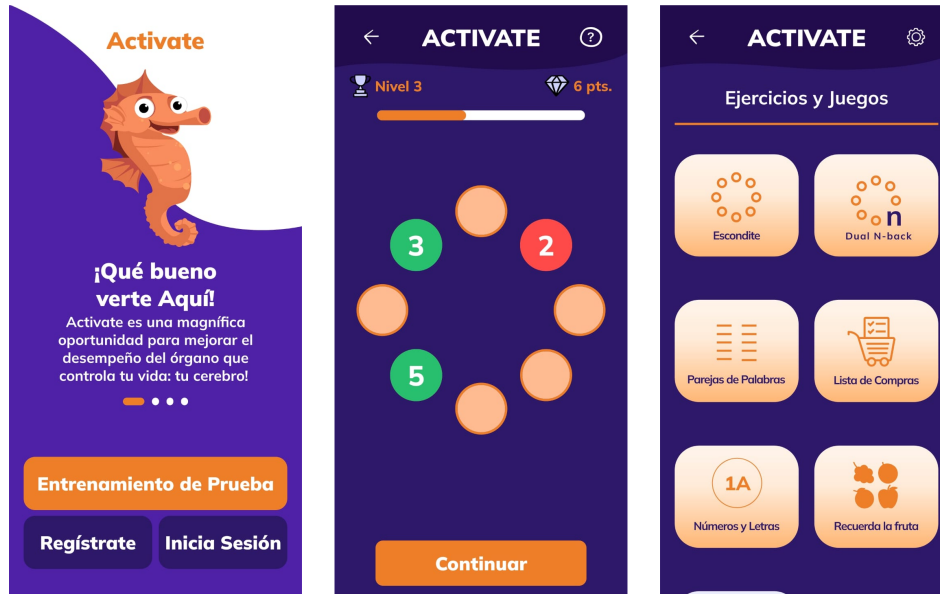 Activate
¡Qué bueno
verte Aquí!
Activate es una magnífica
oportunidad para mejorar el
desempeño del órgano que
controla tu vida: tu cerebro!
Entrenamiento de Prueba
Regístrate
Inicia Sesión
ACTIVATE
?
Nivel 3
6 pts.
3
2
5
Continuar
ACTIVATE
Ejercicios y Juegos
Escondite
n
Dual N-back
Parejas de Palabras
Lista de Compras
1A
Números y Letras
Recuerda la fruta